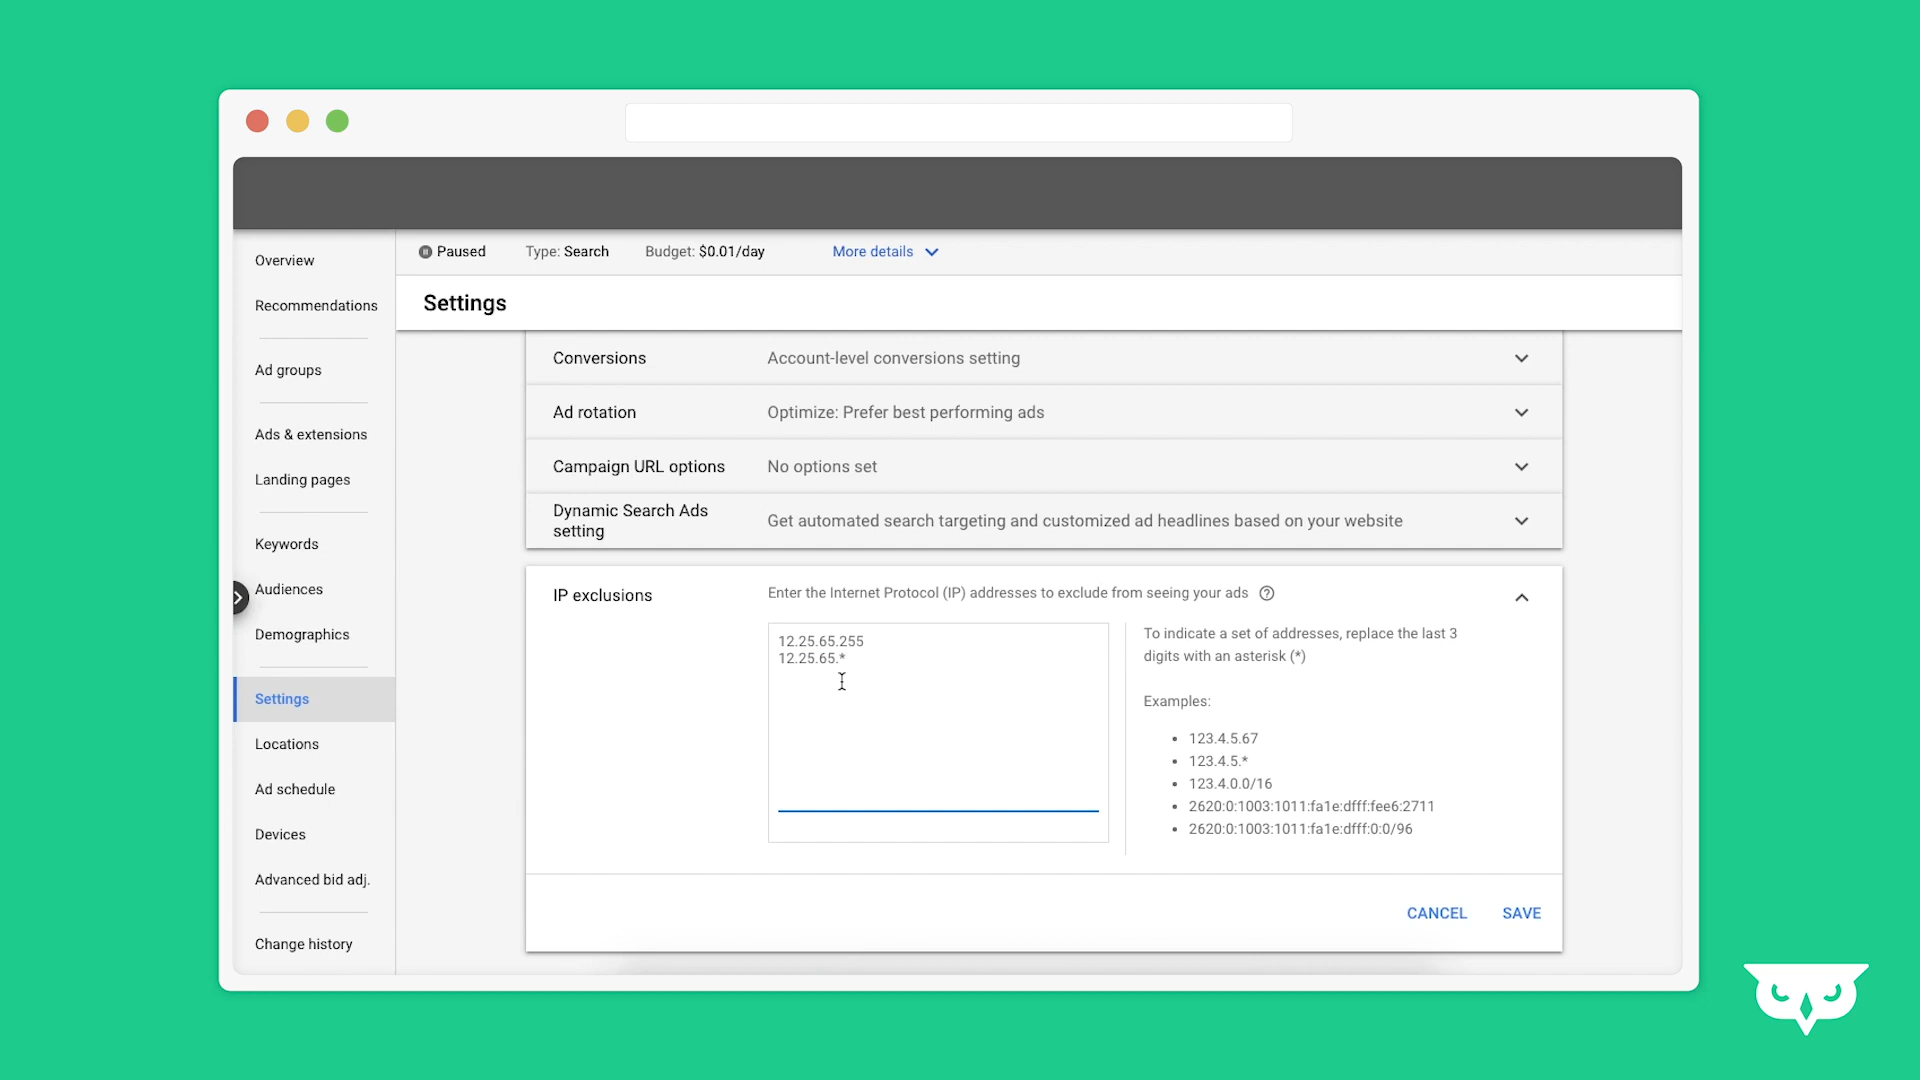 Paused Type: Search Budget: $0.01/day More details
Overview
Recommendations
Ad groups
Ads & extensions
Landing pages
Keywords
Audiences
Demographics
Settings
Locations
Ad schedule
Devices
Advanced bid adj.
Change history
Settings
Conversions Account-level conversions setting
Ad rotation Optimize: Prefer best performing ads
Campaign URL options No options set
Dynamic Search Ads
setting
Get automated search targeting and customized ad headlines based on your website
IP exclusions
Enter the Internet Protocol (IP) addresses to exclude from seeing your ads ?
12.25.65.255
12.25.65.*
To indicate a set of addresses, replace the last 3
digits with an asterisk (*)
Examples:
• 123.4.5.67
• 123.4.5.*
• 123.4.0.0/16
• 2620:0:1003:1011:fa1e:dfff:fee6:2711
• 2620:0:1003:1011:fa1e:dfff:0:0/96
CANCEL SAVE